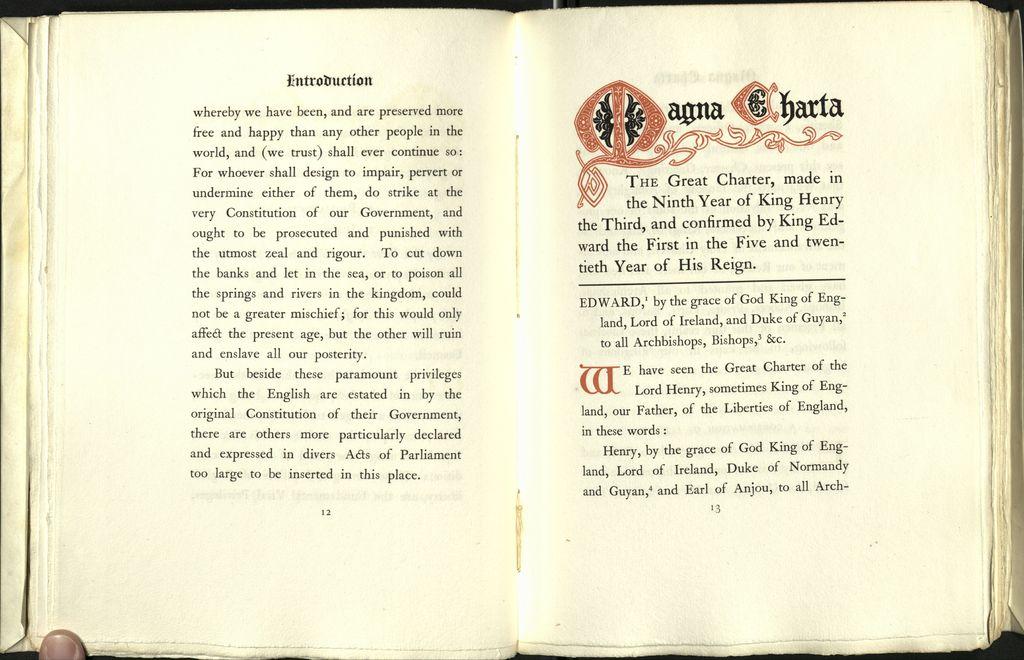 Introduction
whereby we have been, and are preserved more
free and happy than any other people in the
world, and (we trust) shall ever continue so:
For whoever shall design to impair, pervert or
undermine either of them, do strike at the
very Constitution of our Government, and
ought to be prosecuted and punished with
the utmost zeal and rigour. To cut down
the banks and let in the sea, or to poison all
the springs and rivers in the kingdom, could
not be a greater mischief; for this would only
affect the present age, but the other will ruin
and enslave all our posterity.
But beside these paramount privileges
which the English are estated in by the
original Constitution of their Government,
there are others more particularly declared
and expressed in divers Acts of Parliament
too large to be inserted in this place.
12
Magna Charta
THE Great Charter, made in
the Ninth Year of King Henry
the Third, and confirmed by King Ed-
ward the First in the Five and twen-
tieth Year of His Reign.
EDWARD,¹ by the grace of God King of Eng-
land, Lord of Ireland, and Duke of Guyan,²
to all Archbishops, Bishops,³ &c.
WE have seen the Great Charter of the
Lord Henry, sometimes King of Eng-
land, our Father, of the Liberties of England,
in these words:
Henry, by the grace of God King of Eng-
land, Lord of Ireland, Duke of Normandy
and Guyan,⁴ and Earl of Anjou, to all Arch-
13